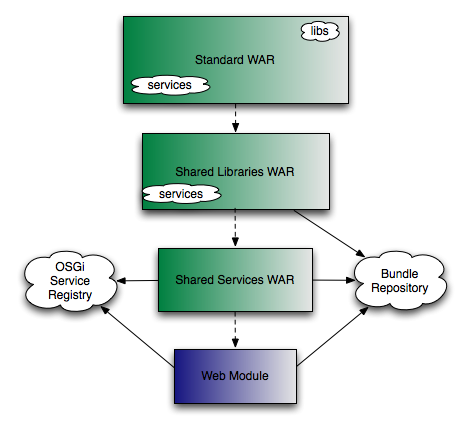 libs
Standard WAR
services
Shared Libraries WAR
services
OSGi
Service
Registry
Shared Services WAR
Bundle
Repository
Web Module